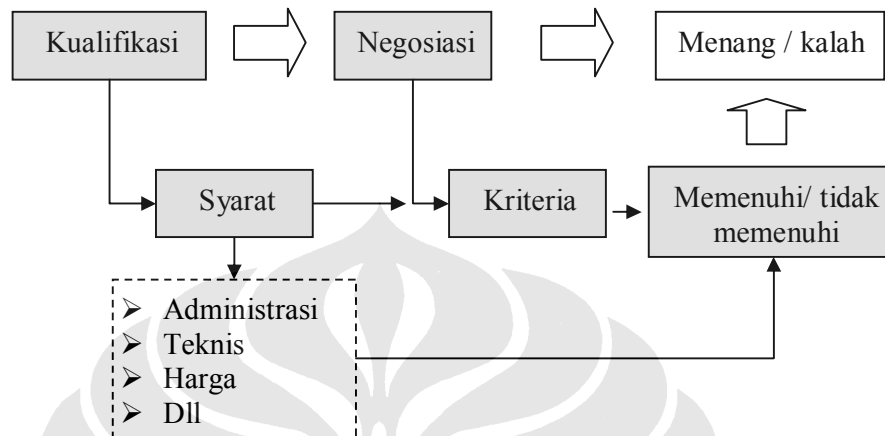 Kualifikasi
Negosiasi
Menang / kalah
Syarat
Kriteria
Memenuhi/ tidak
memenuhi
➢ Administrasi
➢ Teknis
➢ Harga
➢ Dll